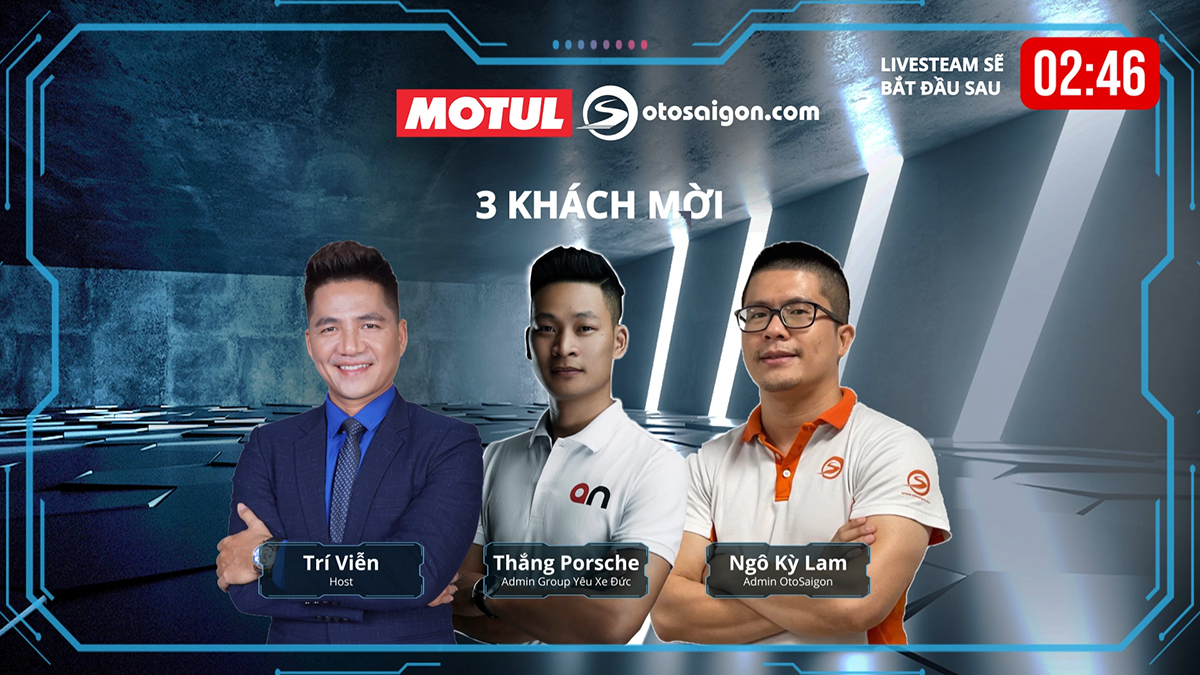 LIVESTEAM SẼ
BẮT ĐẦU SAU
02:46
MOTUL
otosaigon.com
3 KHÁCH MỜI
an
Trí Viễn
Host
Thắng Porsche
Admin Group Yêu Xe Đức
Ngô Kỳ Lam
Admin OtoSaigon